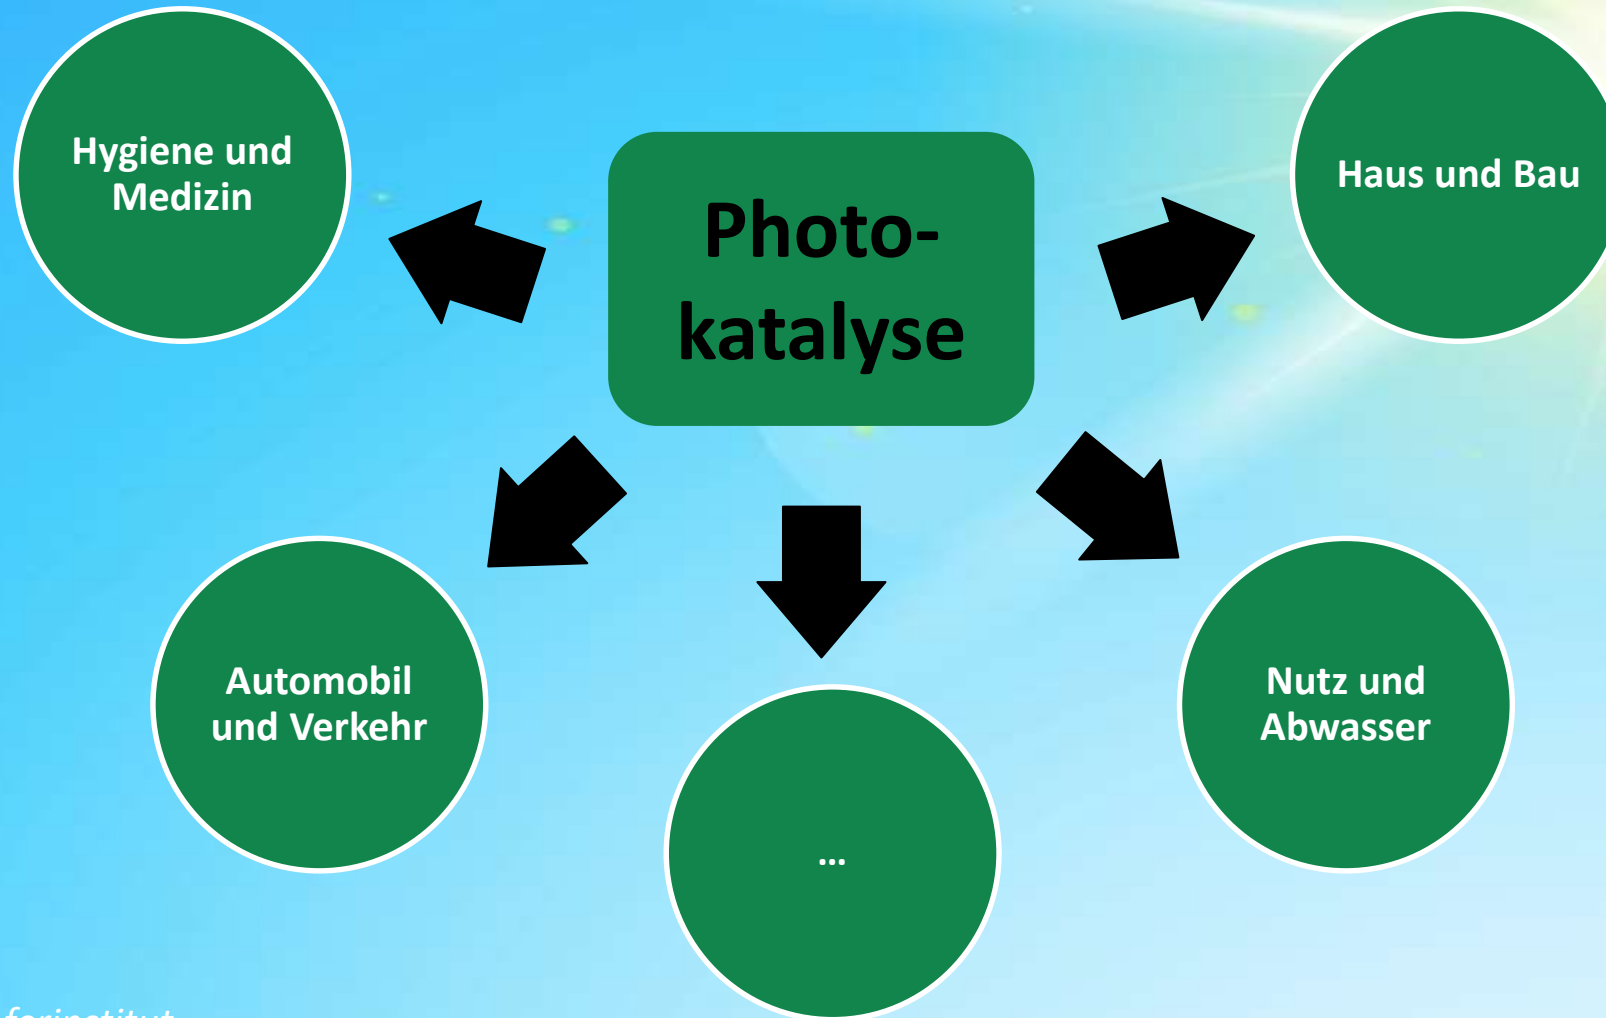 Hygiene und
Medizin
Photo-
katalyse
Haus und Bau
Automobil
und Verkehr
...
Nutz und
Abwasser